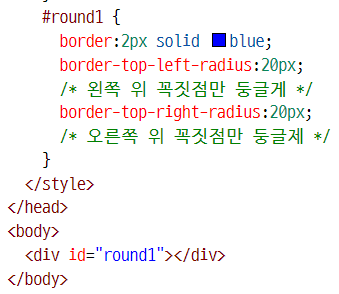 #round1 {
border:2px solid blue;
border-top-left-radius:20px;
/* 왼쪽 위 꼭짓점만 둥글게 */
border-top-right-radius:20px;
/* 오른쪽 위 꼭짓점만 둥글제 */
}
</style>
</head>
<body>
<div id="round1"></div>
</body>